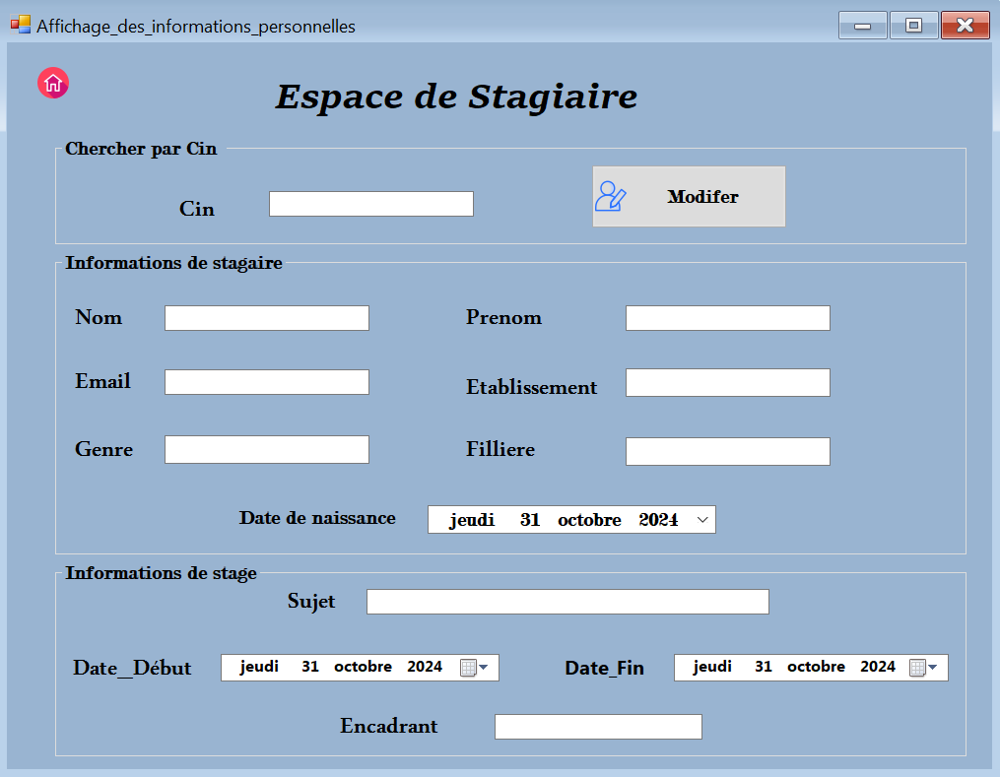 Affichage_des_informations_personnelles
Espace de Stagiaire
Chercher par Cin
Cin
Modifer
Informations de stagaire
Nom
Prenom
Email
Etablissement
Genre
Filliere
Date de naissance
jeudi 31 octobre 2024
Informations de stage
Sujet
Date_Début
jeudi 31 octobre 2024
Date_Fin
jeudi 31 octobre 2024
Encadrant